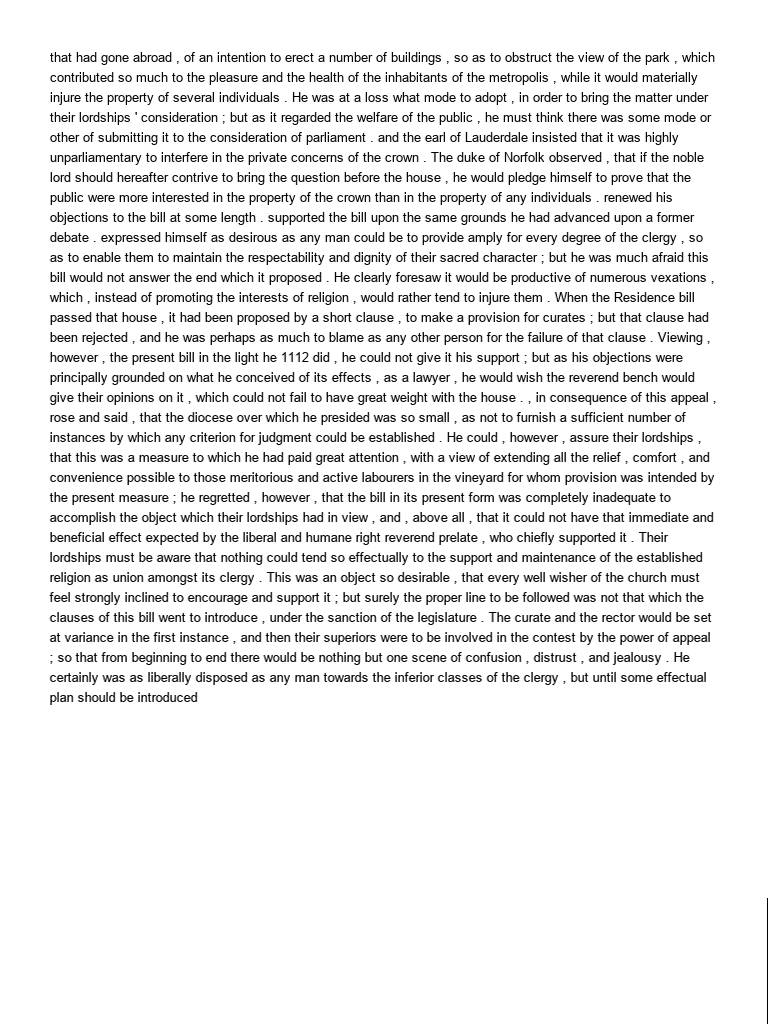 that had gone abroad , of an intention to erect a number of buildings , so as to obstruct the view of the park , which
contributed so much to the pleasure and the health of the inhabitants of the metropolis , while it would materially
injure the property of several individuals . He was at a loss what mode to adopt , in order to bring the matter under
their lordships ' consideration ; but as it regarded the welfare of the public , he must think there was some mode or
other of submitting it to the consideration of parliament . and the earl of Lauderdale insisted that it was highly
unparliamentary to interfere in the private concerns of the crown . The duke of Norfolk observed , that if the noble
lord should hereafter contrive to bring the question before the house , he would pledge himself to prove that the
public were more interested in the property of the crown than in the property of any individuals . renewed his
objections to the bill at some length . supported the bill upon the same grounds he had advanced upon a former
debate . expressed himself as desirous as any man could be to provide amply for every degree of the clergy , so
as to enable them to maintain the respectability and dignity of their sacred character ; but he was much afraid this
bill would not answer the end which it proposed . He clearly foresaw it would be productive of numerous vexations ,
which , instead of promoting the interests of religion , would rather tend to injure them . When the Residence bill
passed that house , it had been proposed by a short clause , to make a provision for curates ; but that clause had
been rejected , and he was perhaps as much to blame as any other person for the failure of that clause . Viewing ,
however , the present bill in the light he 1112 did , he could not give it his support ; but as his objections were
principally grounded on what he conceived of its effects , as a lawyer , he would wish the reverend bench would
give their opinions on it , which could not fail to have great weight with the house . , in consequence of this appeal ,
rose and said , that the diocese over which he presided was so small , as not to furnish a sufficient number of
instances by which any criterion for judgment could be established . He could , however , assure their lordships ,
that this was a measure to which he had paid great attention , with a view of extending all the relief , comfort , and
convenience possible to those meritorious and active labourers in the vineyard for whom provision was intended by
the present measure ; he regretted , however , that the bill in its present form was completely inadequate to
accomplish the object which their lordships had in view , and , above all , that it could not have that immediate and
beneficial effect expected by the liberal and humane right reverend prelate , who chiefly supported it . Their
lordships must be aware that nothing could tend so effectually to the support and maintenance of the established
religion as union amongst its clergy . This was an object so desirable , that every well wisher of the church must
feel strongly inclined to encourage and support it ; but surely the proper line to be followed was not that which the
clauses of this bill went to introduce , under the sanction of the legislature . The curate and the rector would be set
at variance in the first instance , and then their superiors were to be involved in the contest by the power of appeal
; so that from beginning to end there would be nothing but one scene of confusion , distrust , and jealousy . He
certainly was as liberally disposed as any man towards the inferior classes of the clergy , but until some effectual
plan should be introduced